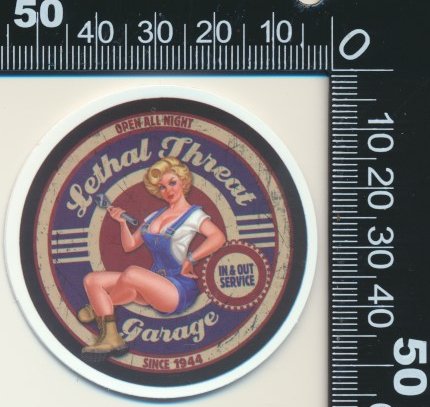 50 40 30 20 10 0
OPEN ALL NIGHT
Lethal Threat
IN & OUT
SERVICE
Garage
SINCE 1944
10 20 30 40 50